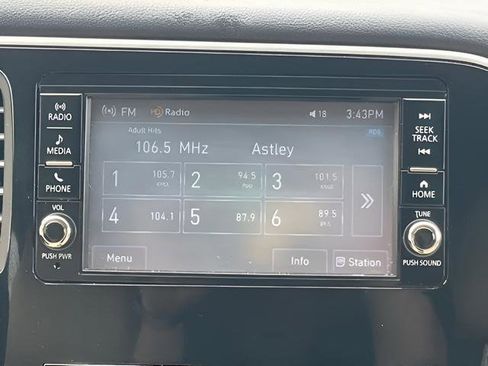 FM HD Radio 18 3:43PM
Adult Hits RDS
106.5 MHz Astley
1 105.7 2 94.5 3 101.5
4 104.1 5 87.9 6 89.5
Menu Info Station
RADIO
MEDIA
PHONE
VOL
PUSH PWR
SEEK
TRACK
HOME
TUNE
PUSH SOUND